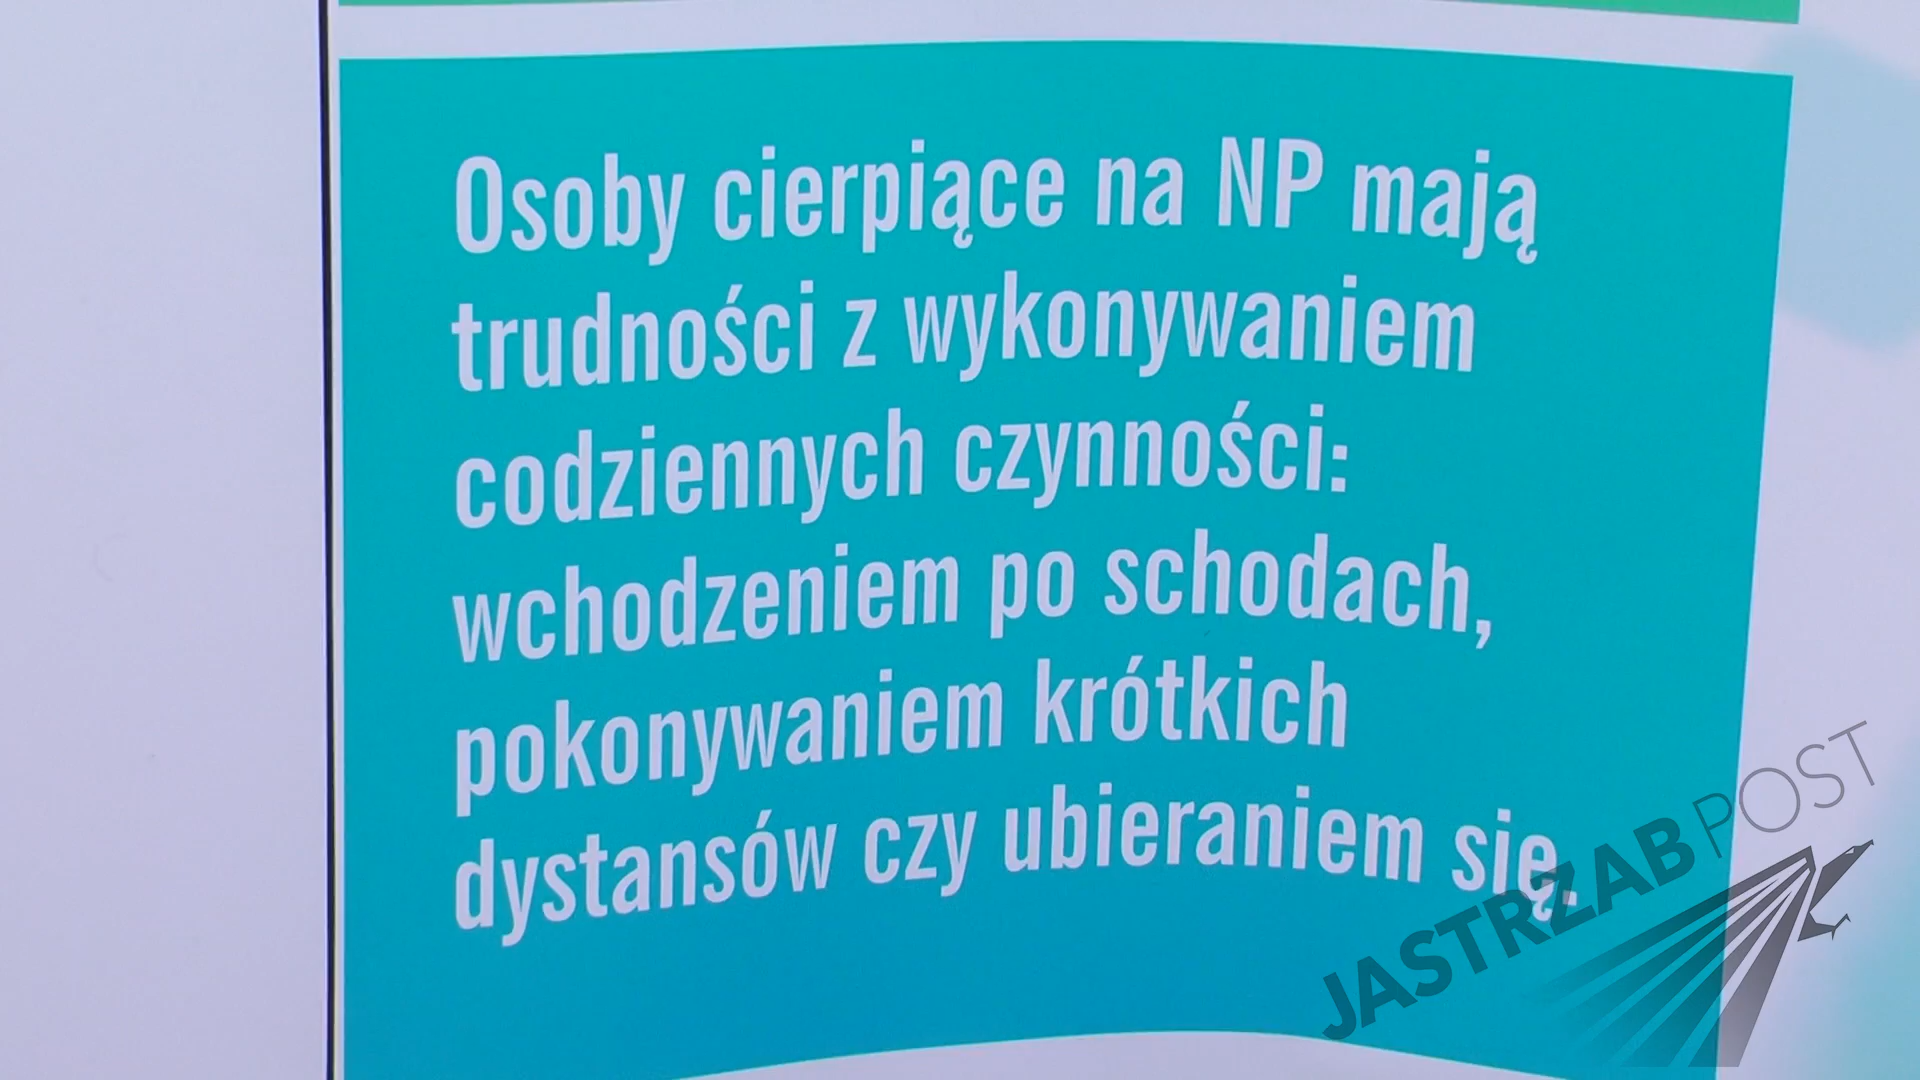 Osoby cierpiące na NP mają
trudności z wykonywaniem
codziennych czynności:
wchodzeniem po schodach,
pokonywaniem krótkich
dystansów czy ubieraniem się.
JASTRZAB POST